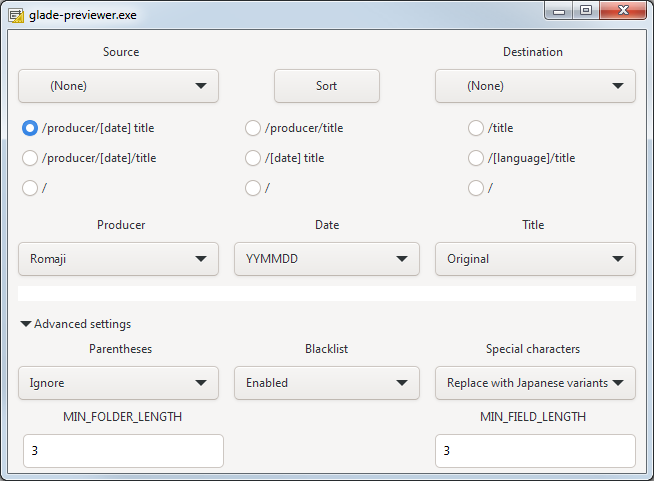 glade-previewer.exe
Source Destination
(None) Sort (None)
/producer/[date] title /producer/title /title
/producer/[date]/title /[date] title /[language]/title
/ / /
Producer Date Title
Romaji YYMMDD Original
Advanced settings
Parentheses Blacklist Special characters
Ignore Enabled Replace with Japanese variants
MIN_FOLDER_LENGTH MIN_FIELD_LENGTH
3 3